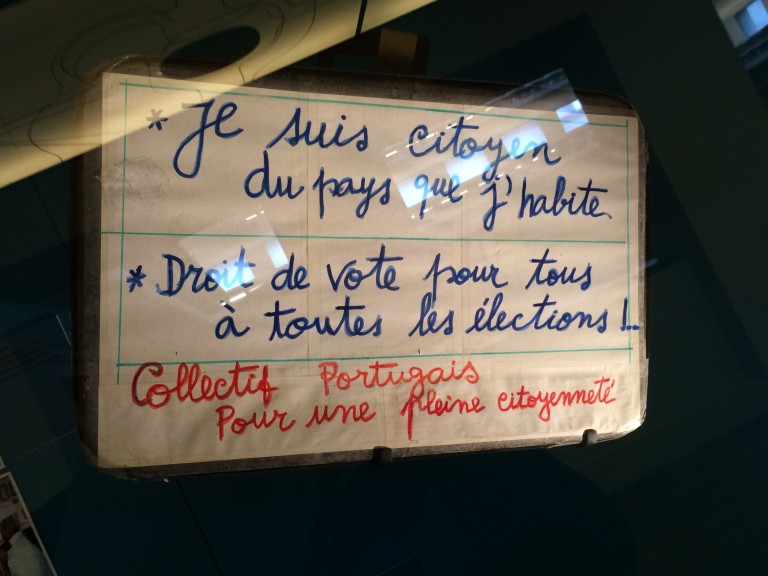 * Je suis citoyen
du pays que j'habite.
* Droit de vote pour tous
à toutes les élections !..
Collectif Portugais
Pour une pleine citoyenneté